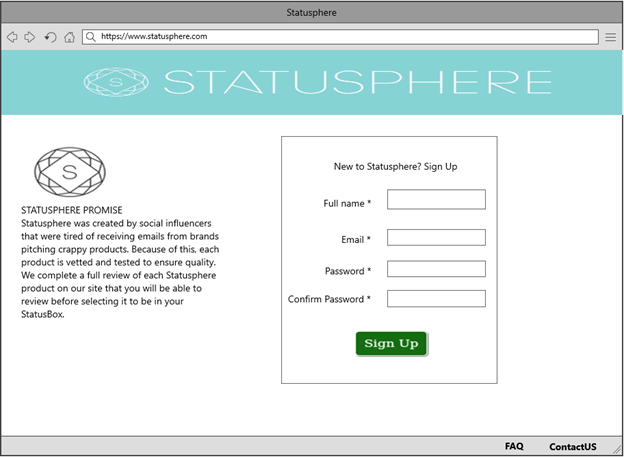 Statusphere
https://www.statusphere.com
S STATUSPHERE
S
STATUSPHERE PROMISE
Statusphere was created by social influencers
that were tired of receiving emails from brands
pitching crappy products. Because of this, each
product is vetted and tested to ensure quality.
We complete a full review of each Statusphere
product on our site that you will be able to
review before selecting it to be in your
StatusBox.
New to Statusphere? Sign Up
Full name *
Email *
Password *
Confirm Password *
Sign Up
FAQ ContactUS